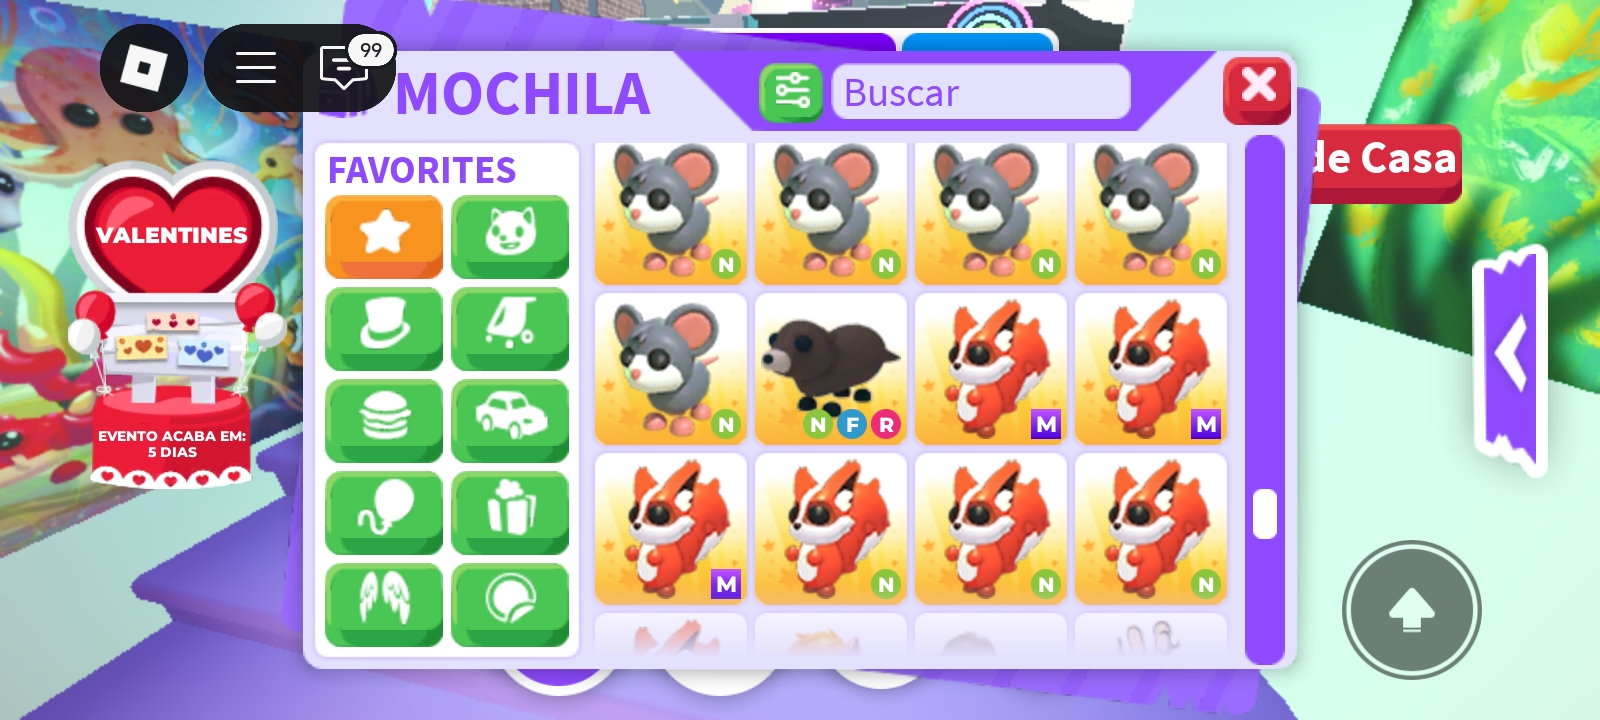 99
MOCHILA
Buscar
de Casa
FAVORITES
VALENTINES
EVENTO ACABA EM:
5 DIAS
N
N
N
N
N
N F R
M
M
M
N
N
N